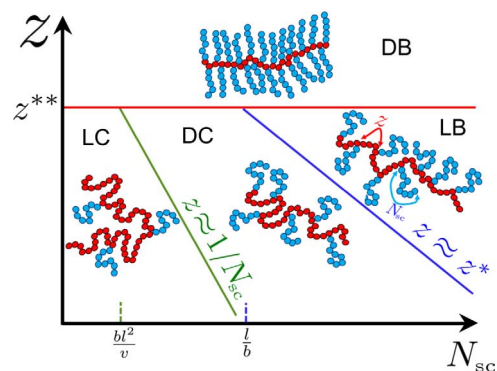 z
DB
z**
LC
DC
LB
z
N_sc
z ≈ 1/N_sc
z ≈ z*
bl²/v
l/b
N_sc